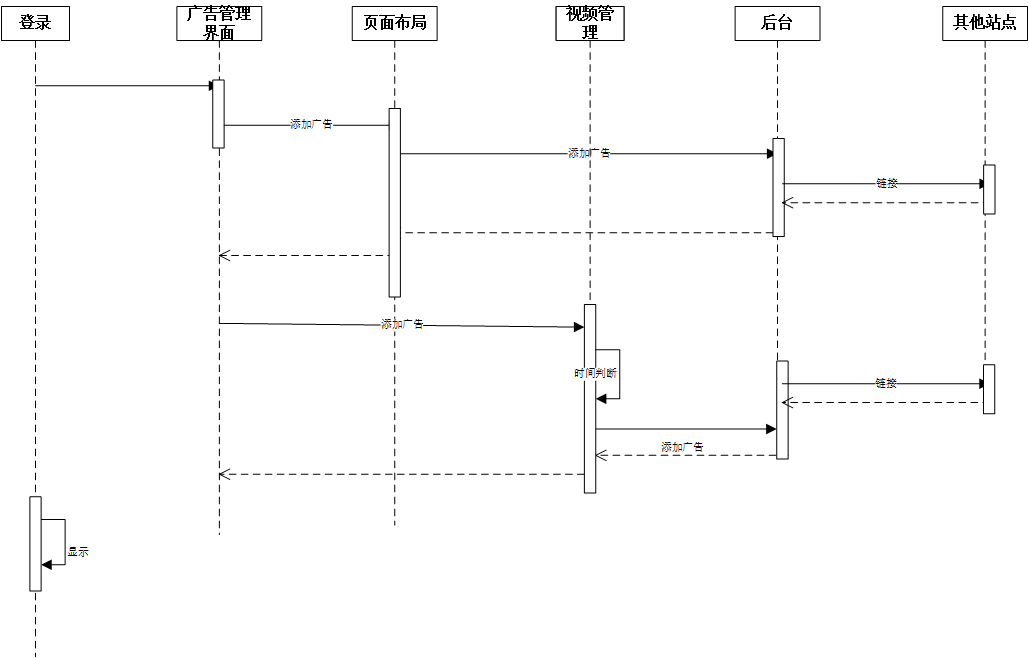 登录
广告管理
界面
页面布局
视频管
理
后台
其他站点
添加广告
添加广告
链接
添加广告
时间判断
链接
添加广告
显示